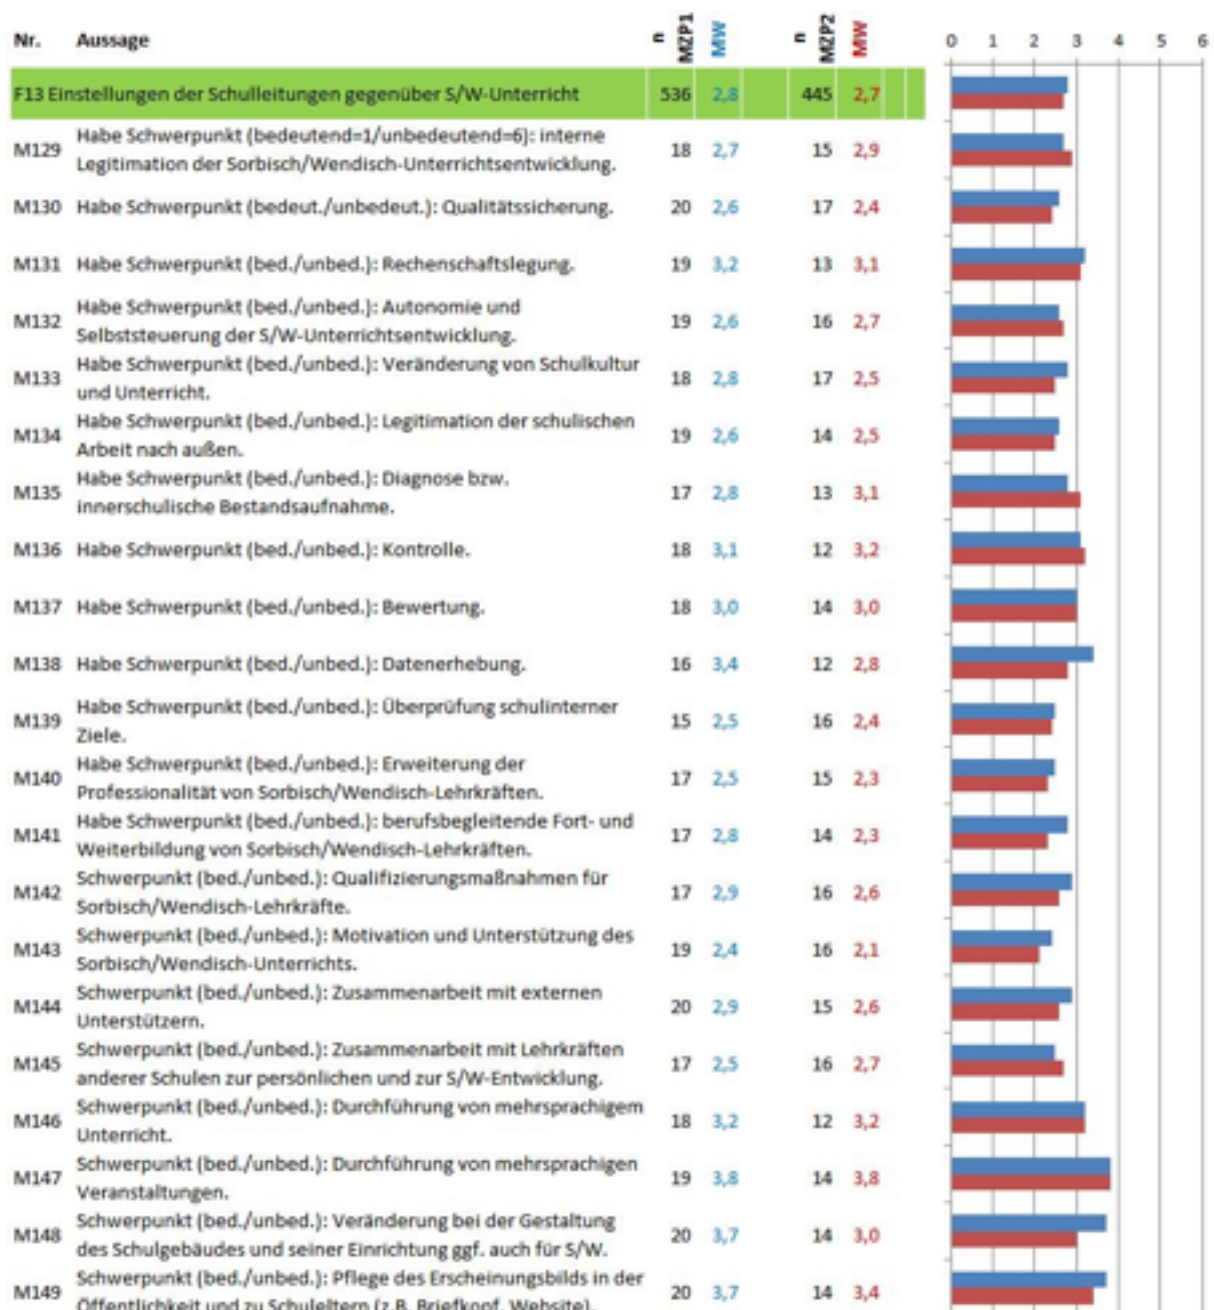 Nr. Aussage n MZP1 MW n MZP2 MW 0 1 2 3 4 5 6
F13 Einstellungen der Schulleitungen gegenüber S/W-Unterricht 536 2,8 445 2,7
M129 Habe Schwerpunkt (bedeutend=1/unbedeutend=6): interne
Legitimation der Sorbisch/Wendisch-Unterrichtsentwicklung. 18 2,7 15 2,9
M130 Habe Schwerpunkt (bedeut./unbedeut.): Qualitätssicherung. 20 2,6 17 2,4
M131 Habe Schwerpunkt (bed./unbed.): Rechenschaftslegung. 19 3,2 13 3,1
M132 Habe Schwerpunkt (bed./unbed.): Autonomie und
Selbststeuerung der S/W-Unterrichtsentwicklung. 19 2,6 16 2,7
M133 Habe Schwerpunkt (bed./unbed.): Veränderung von Schulkultur
und Unterricht. 18 2,8 17 2,5
M134 Habe Schwerpunkt (bed./unbed.): Legitimation der schulischen
Arbeit nach außen. 19 2,6 14 2,5
M135 Habe Schwerpunkt (bed./unbed.): Diagnose bzw.
innerschulische Bestandsaufnahme. 17 2,8 13 3,1
M136 Habe Schwerpunkt (bed./unbed.): Kontrolle. 18 3,1 12 3,2
M137 Habe Schwerpunkt (bed./unbed.): Bewertung. 18 3,0 14 3,0
M138 Habe Schwerpunkt (bed./unbed.): Datenerhebung. 16 3,4 12 2,8
M139 Habe Schwerpunkt (bed./unbed.): Überprüfung schulinterner
Ziele. 15 2,5 16 2,4
M140 Habe Schwerpunkt (bed./unbed.): Erweiterung der
Professionalität von Sorbisch/Wendisch-Lehrkräften. 17 2,5 15 2,3
M141 Habe Schwerpunkt (bed./unbed.): berufsbegleitende Fort- und
Weiterbildung von Sorbisch/Wendisch-Lehrkräften. 17 2,8 14 2,3
M142 Schwerpunkt (bed./unbed.): Qualifizierungsmaßnahmen für
Sorbisch/Wendisch-Lehrkräfte. 17 2,9 16 2,6
M143 Schwerpunkt (bed./unbed.): Motivation und Unterstützung des
Sorbisch/Wendisch-Unterrichts. 19 2,4 16 2,1
M144 Schwerpunkt (bed./unbed.): Zusammenarbeit mit externen
Unterstützern. 20 2,9 15 2,6
M145 Schwerpunkt (bed./unbed.): Zusammenarbeit mit Lehrkräften
anderer Schulen zur persönlichen und zur S/W-Entwicklung. 17 2,5 16 2,7
M146 Schwerpunkt (bed./unbed.): Durchführung von mehrsprachigem
Unterricht. 18 3,2 12 3,2
M147 Schwerpunkt (bed./unbed.): Durchführung von mehrsprachigen
Veranstaltungen. 19 3,8 14 3,8
M148 Schwerpunkt (bed./unbed.): Veränderung bei der Gestaltung
des Schulgebäudes und seiner Einrichtung ggf. auch für S/W. 20 3,7 14 3,0
M149 Schwerpunkt (bed./unbed.): Pflege des Erscheinungsbilds in der
Öffentlichkeit und zu Schuleltern (z.B. Briefkopf, Website). 20 3,7 14 3,4